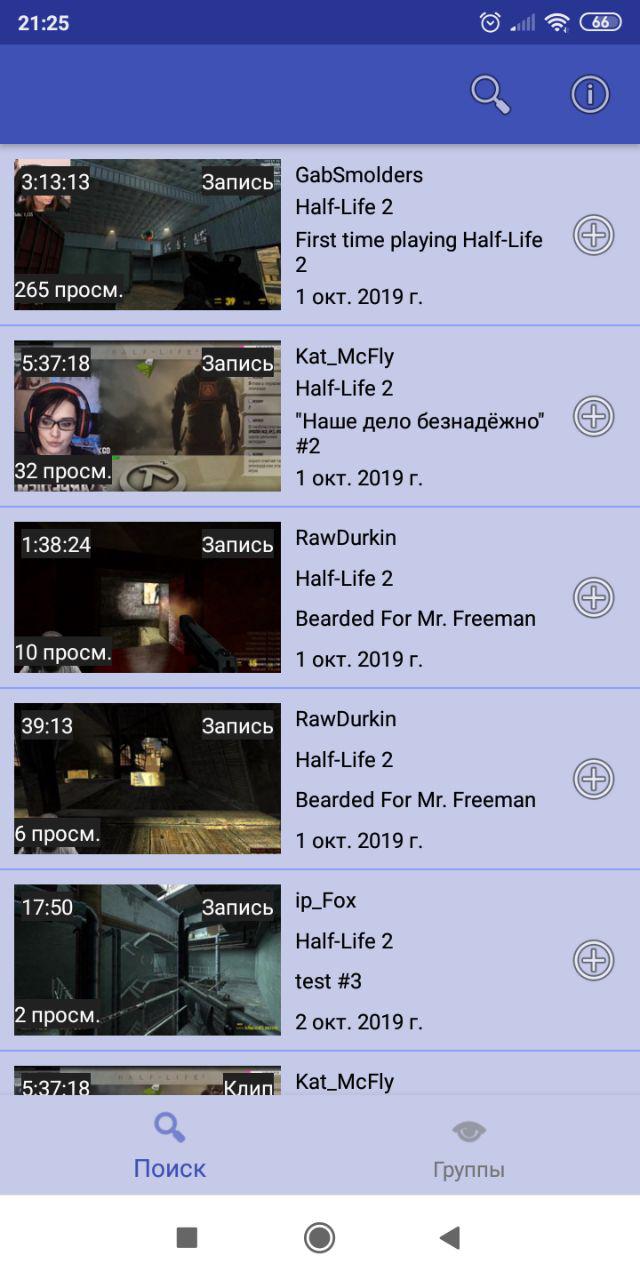 21:25
66
3:13:13
Запись
265 просм.
GabSmolders
Half-Life 2
First time playing Half-Life
2
1 окт. 2019 г.
5:37:18
Запись
32 просм.
Kat_McFly
Half-Life 2
"Наше дело безнадёжно"
#2
1 окт. 2019 г.
1:38:24
Запись
10 просм.
RawDurkin
Half-Life 2
Bearded For Mr. Freeman
1 окт. 2019 г.
39:13
Запись
6 просм.
RawDurkin
Half-Life 2
Bearded For Mr. Freeman
1 окт. 2019 г.
17:50
Запись
2 просм.
ip_Fox
Half-Life 2
test #3
2 окт. 2019 г.
5:37:18
Клип
Kat_McFly
Поиск
Группы